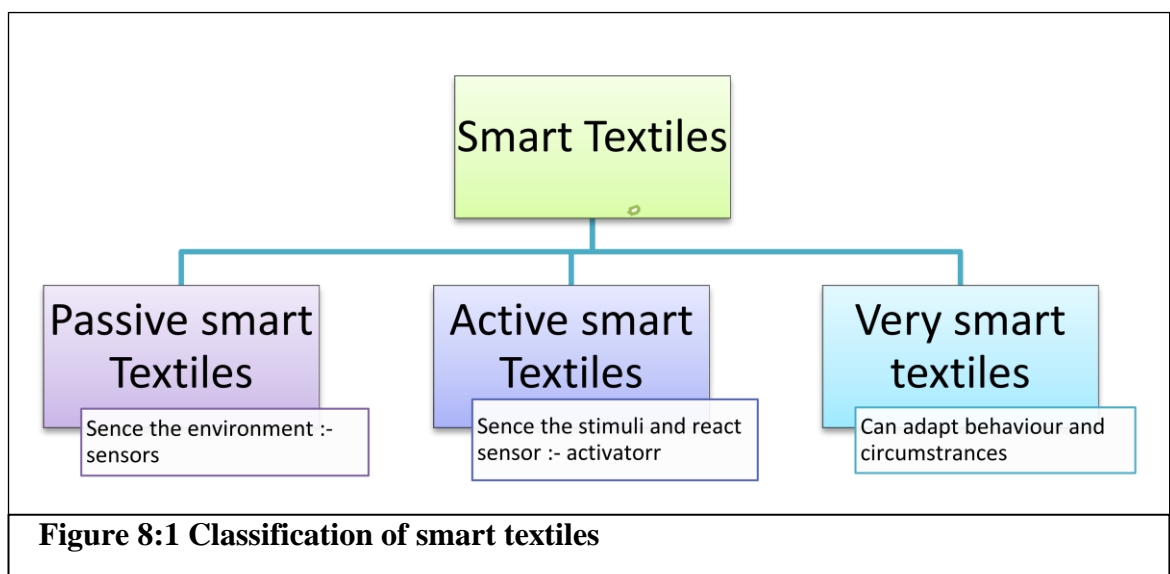 Smart Textiles
Passive smart
Textiles
Sence the environment :-
sensors
Active smart
Textiles
Sence the stimuli and react
sensor :- activatorr
Very smart
textiles
Can adapt behaviour and
circumstrances
Figure 8:1 Classification of smart textiles